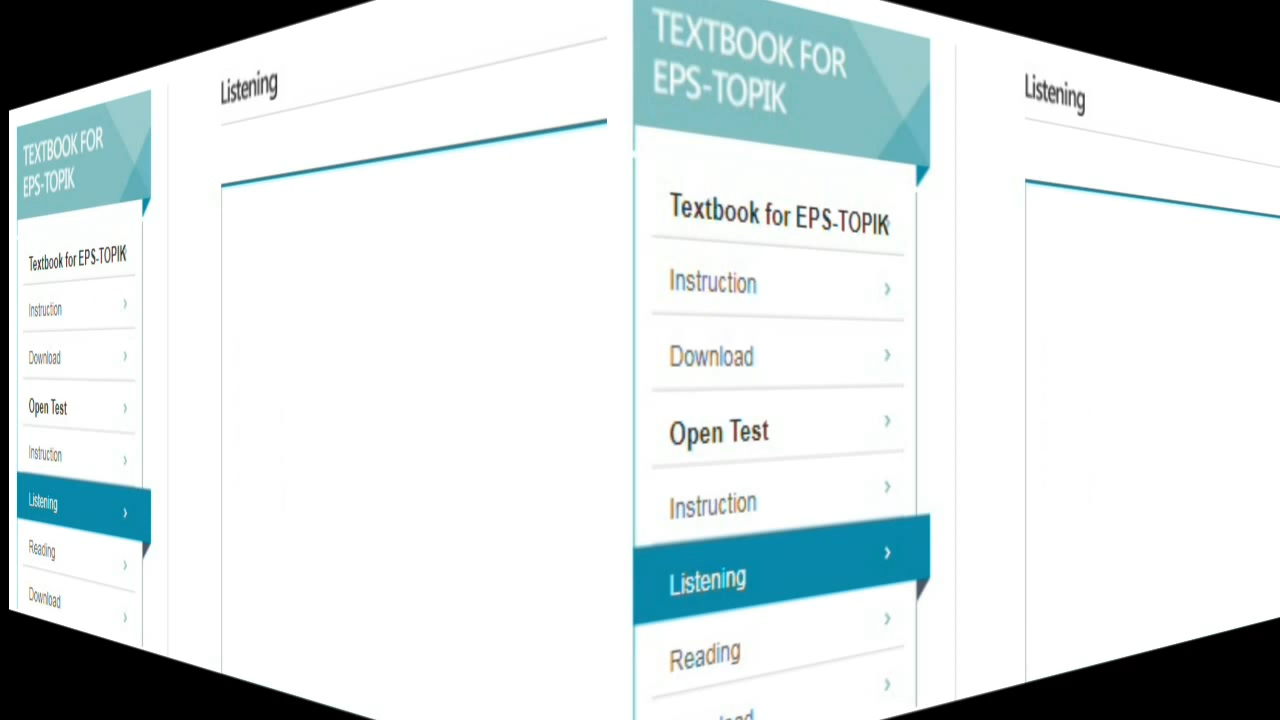 TEXTBOOK FOR
EPS-TOPIK
Textbook for EPS-TOPIK
Instruction
Download
Open Test
Instruction
Listening
Reading
Download
Listening
TEXTBOOK FOR
EPS-TOPIK
Textbook for EPS-TOPIK
Instruction
Download
Open Test
Instruction
Listening
Reading
Listening